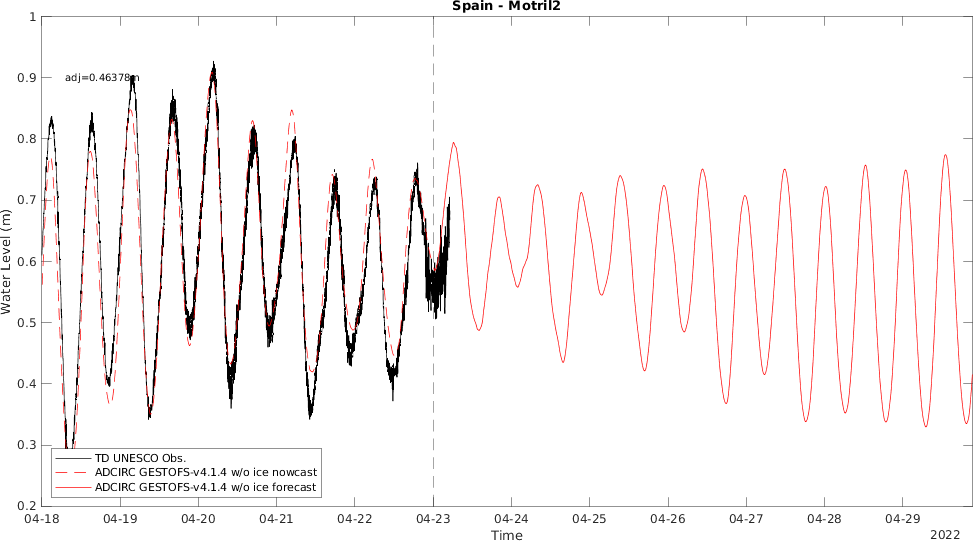 Spain - Motril2
1
0.9
0.8
0.7
0.6
0.5
0.4
0.3
0.2
Water Level (m)
adj=0.46378m
TD UNESCO Obs.
ADCIRC GESTOFS-v4.1.4 w/o ice nowcast
ADCIRC GESTOFS-v4.1.4 w/o ice forecast
04-18 04-19 04-20 04-21 04-22 04-23 04-24 04-25 04-26 04-27 04-28 04-29
Time
2022